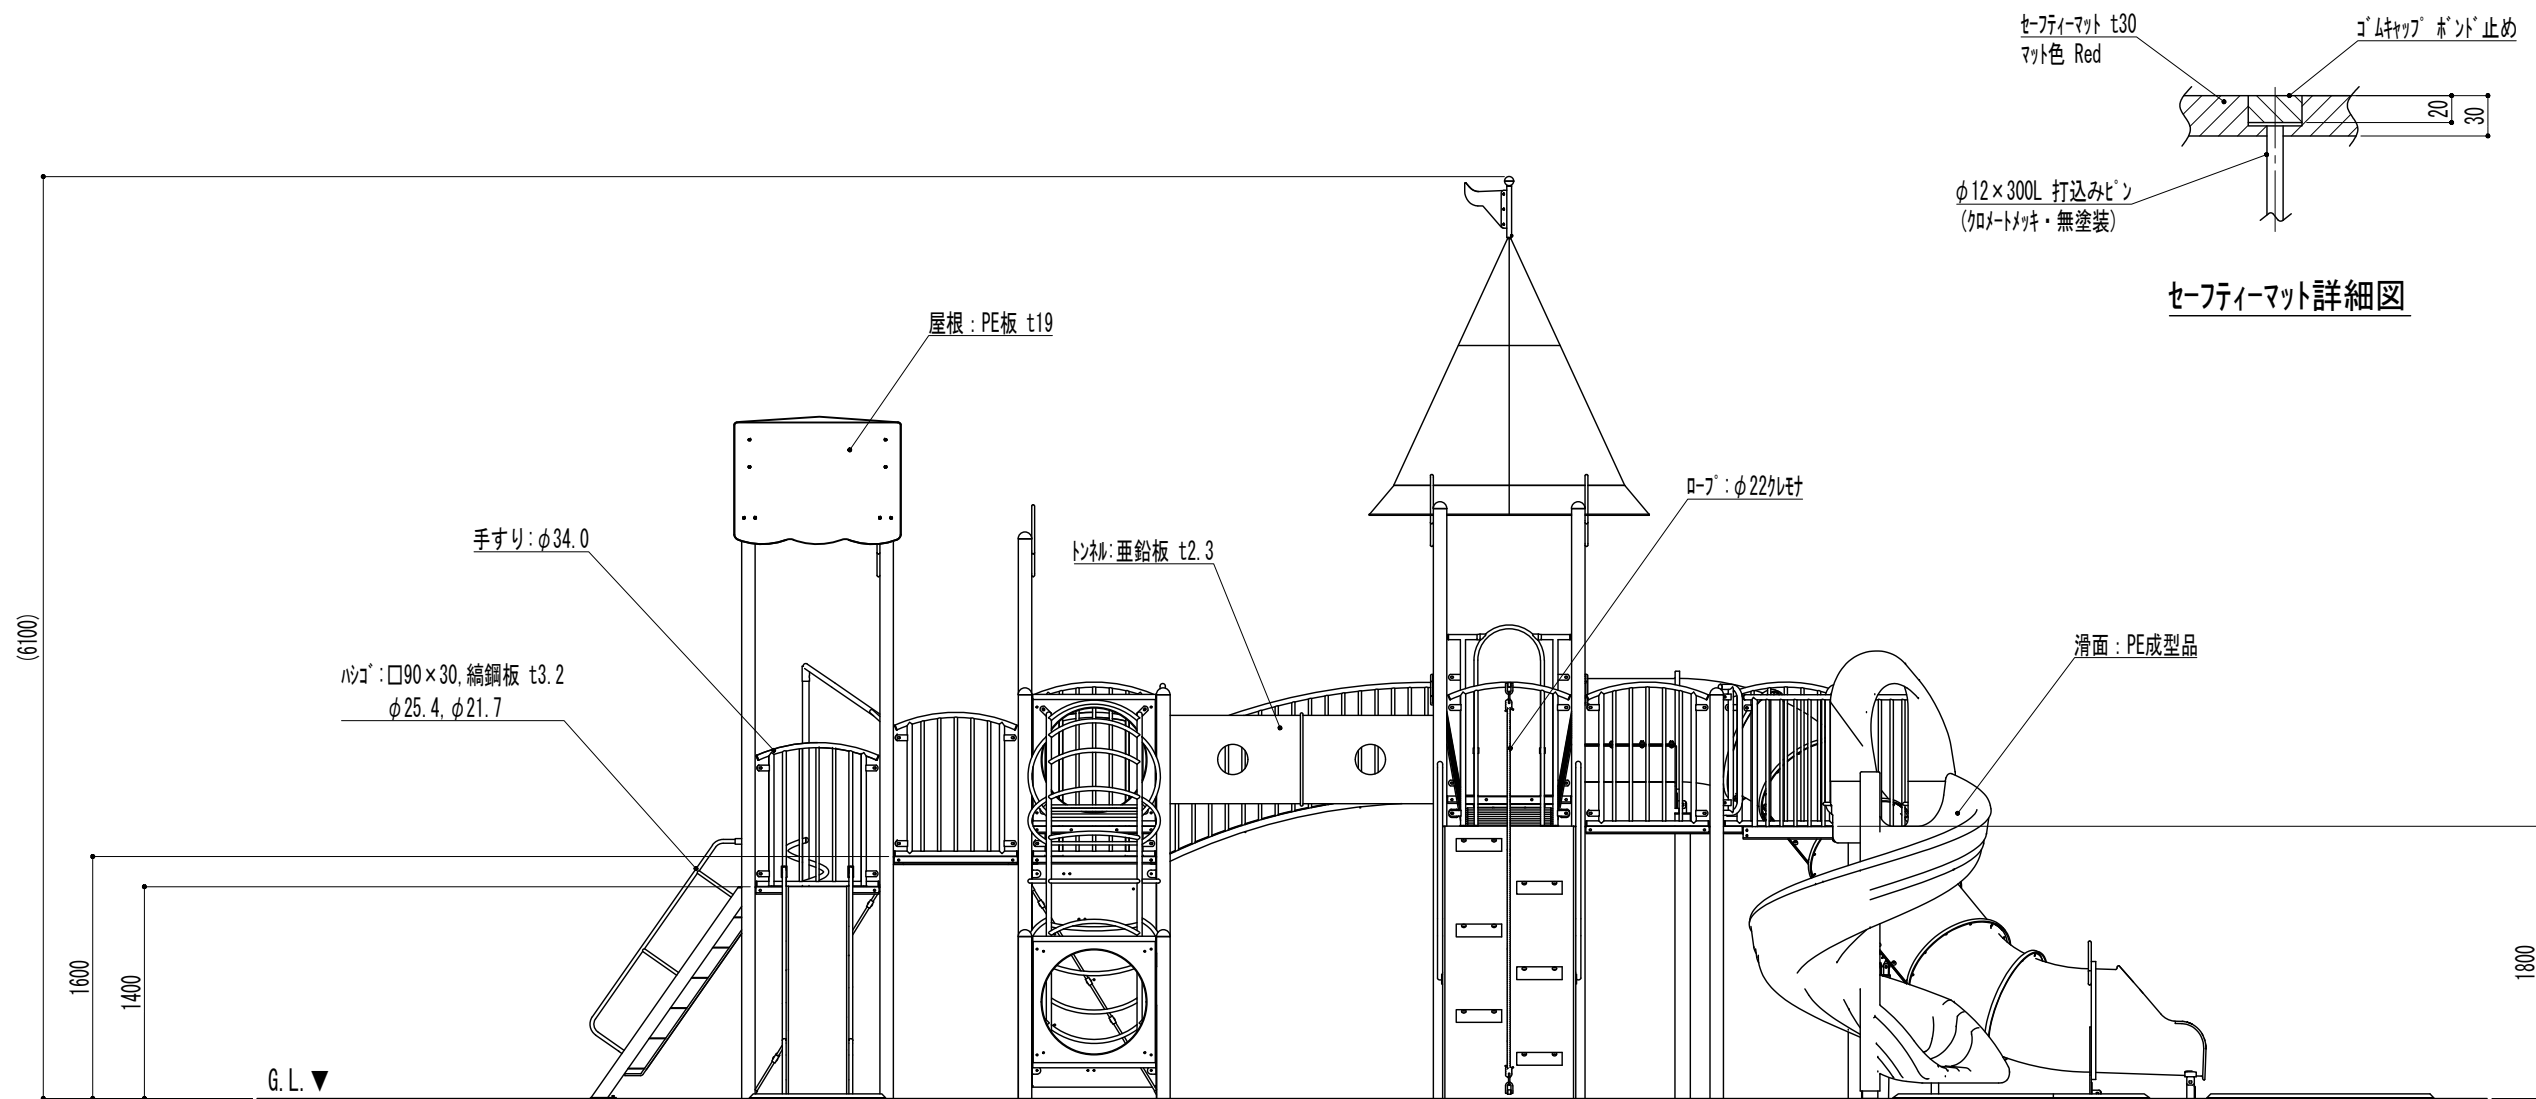 セーフティーマット t30
マット色 Red
ゴムキャップ ボンド止め
20
30
φ12×300L 打込みピン
(クロメートメッキ・無塗装)
セーフティーマット詳細図
屋根：PE板 t19
ロープ：φ22クレモナ
手すり：φ34.0
トンネル：亜鉛板 t2.3
(6100)
滑面：PE成型品
ハシゴ：□90×30,縞鋼板 t3.2
φ25.4,φ21.7
1600
1400
1800
G.L.▼